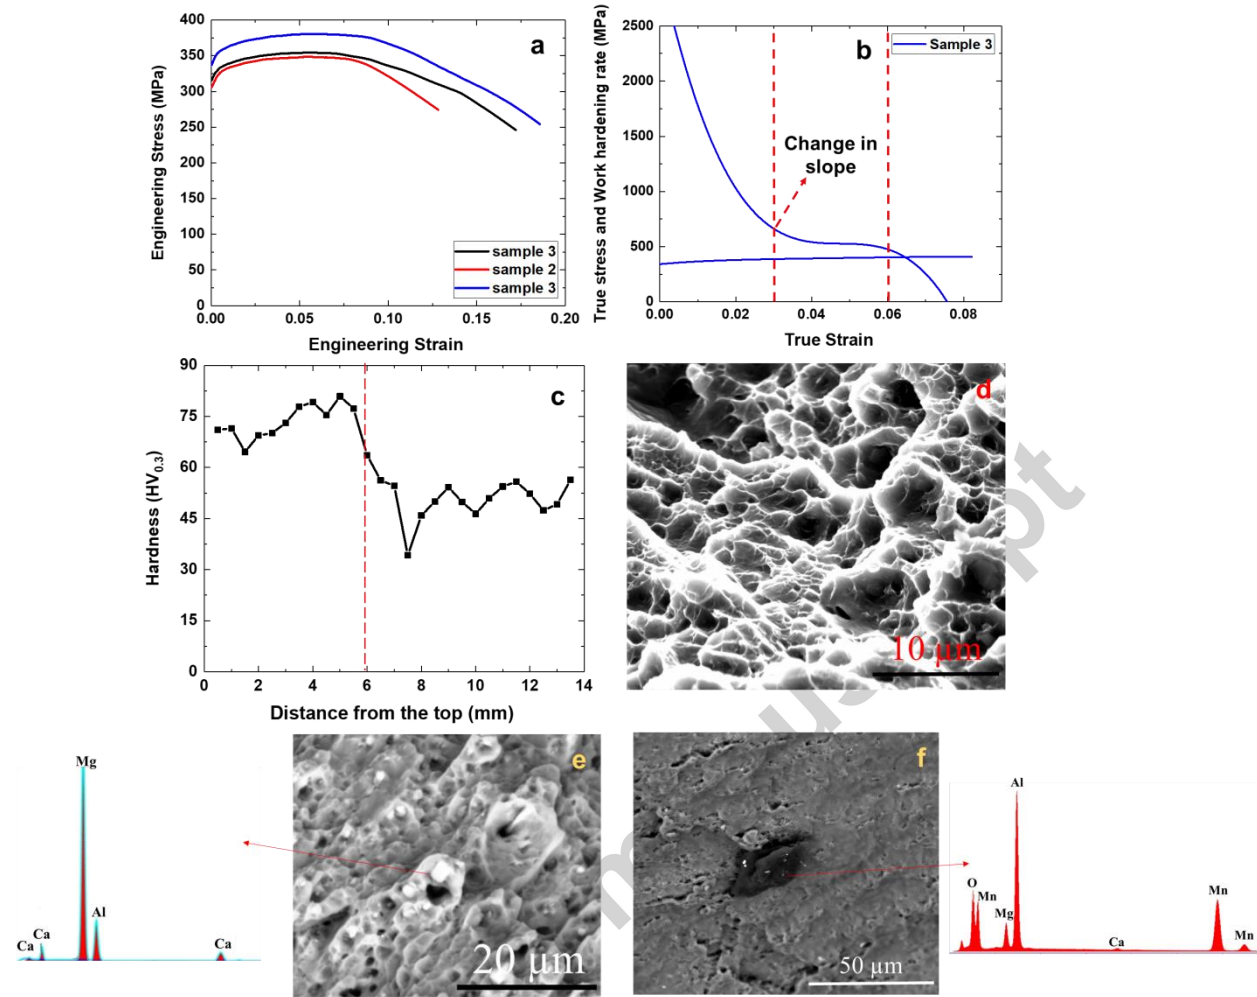 a
400
350
300
250
200
150
100
50
0
0.00
0.05
0.10
0.15
0.20
Engineering Stress (MPa)
Engineering Strain
sample 3
sample 2
sample 3
b
2500
2000
1500
1000
500
0
0.00
0.02
0.04
0.06
0.08
True stress and Work hardening rate (MPa)
True Strain
Sample 3
Change in
slope
c
90
75
60
45
30
15
0
0
2
4
6
8
10
12
14
Hardness (HV0.3)
Distance from the top (mm)
d
10 µm
Mg
Al
Ca
Ca
Ca
e
20 µm
f
50 µm
Al
O
Mn
Mg
Ca
Mn
Mn